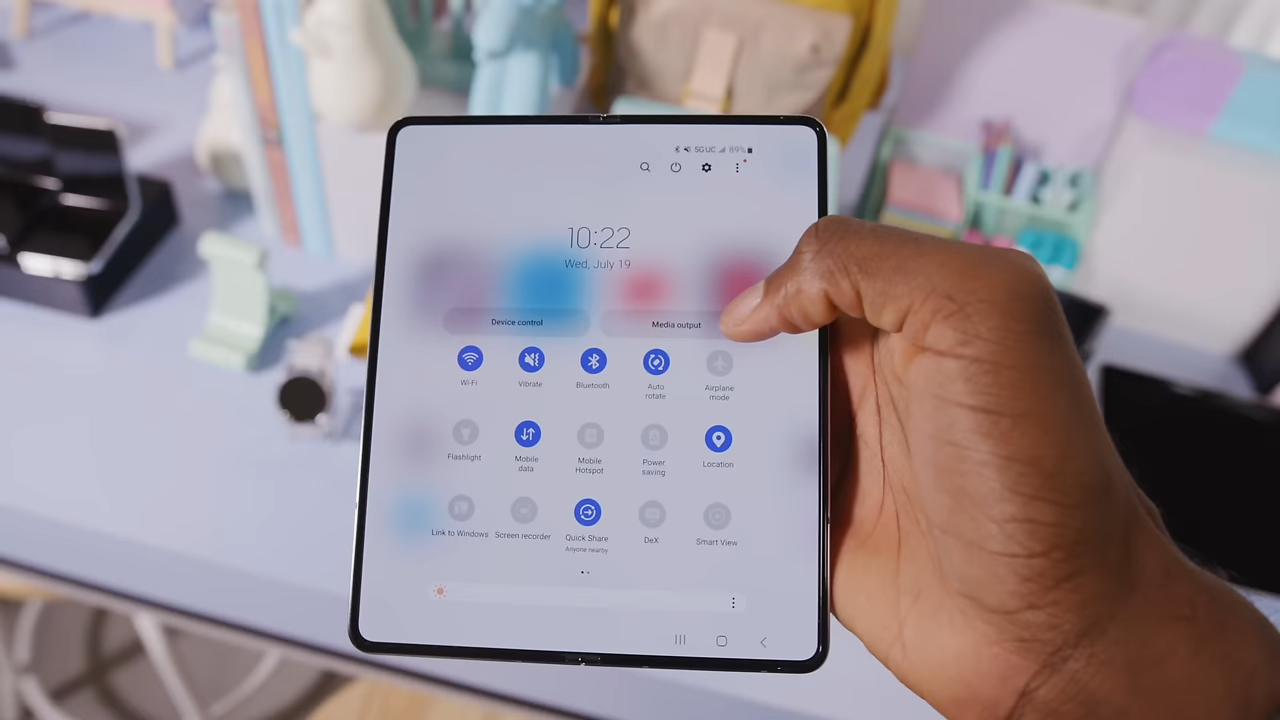 5G UC 89%
10:22
Wed, July 19
Device control
Media output
Wi-Fi
Vibrate
Bluetooth
Auto
rotate
Airplane
mode
Flashlight
Mobile
data
Mobile
Hotspot
Power
saving
Location
Link to Windows
Screen recorder
Quick Share
Anyone nearby
DeX
Smart View